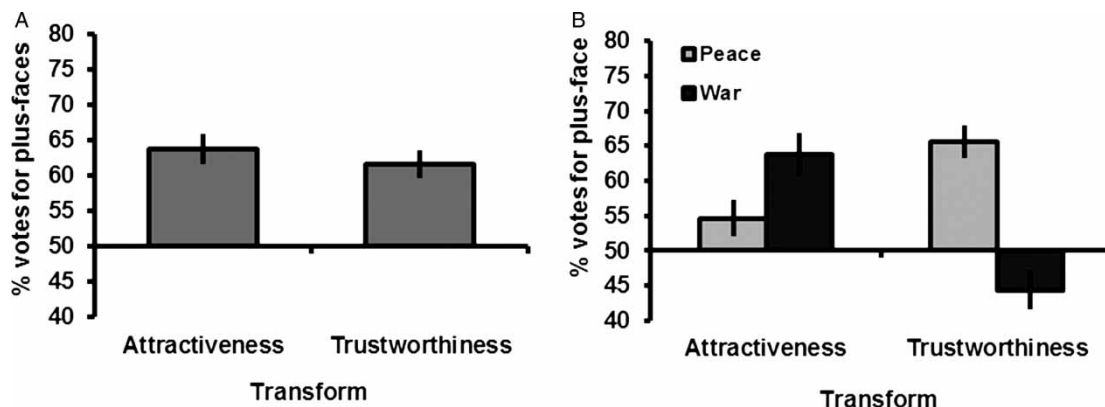 A
% votes for plus-faces
80
75
70
65
60
55
50
45
40
Attractiveness Trustworthiness
Transform
B
% votes for plus-face
80
75
70
65
60
55
50
45
40
Peace
War
Attractiveness Trustworthiness
Transform